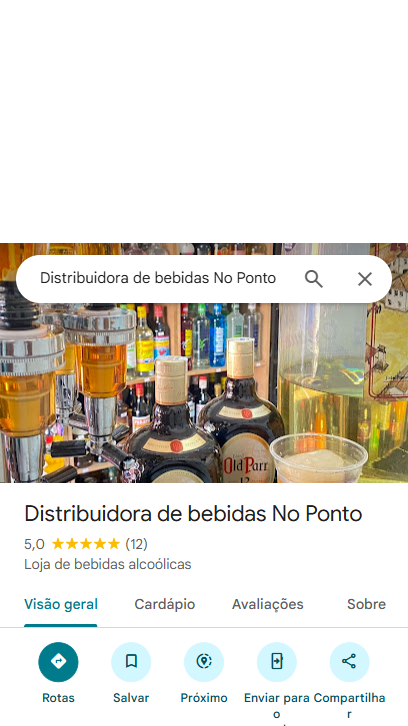 Distribuidora de bebidas No Ponto
Old Parr
12
Distribuidora de bebidas No Ponto
5,0 (12)
Loja de bebidas alcoólicas
Visão geral Cardápio Avaliações Sobre
Rotas Salvar Próximo Enviar para o Compartilhar